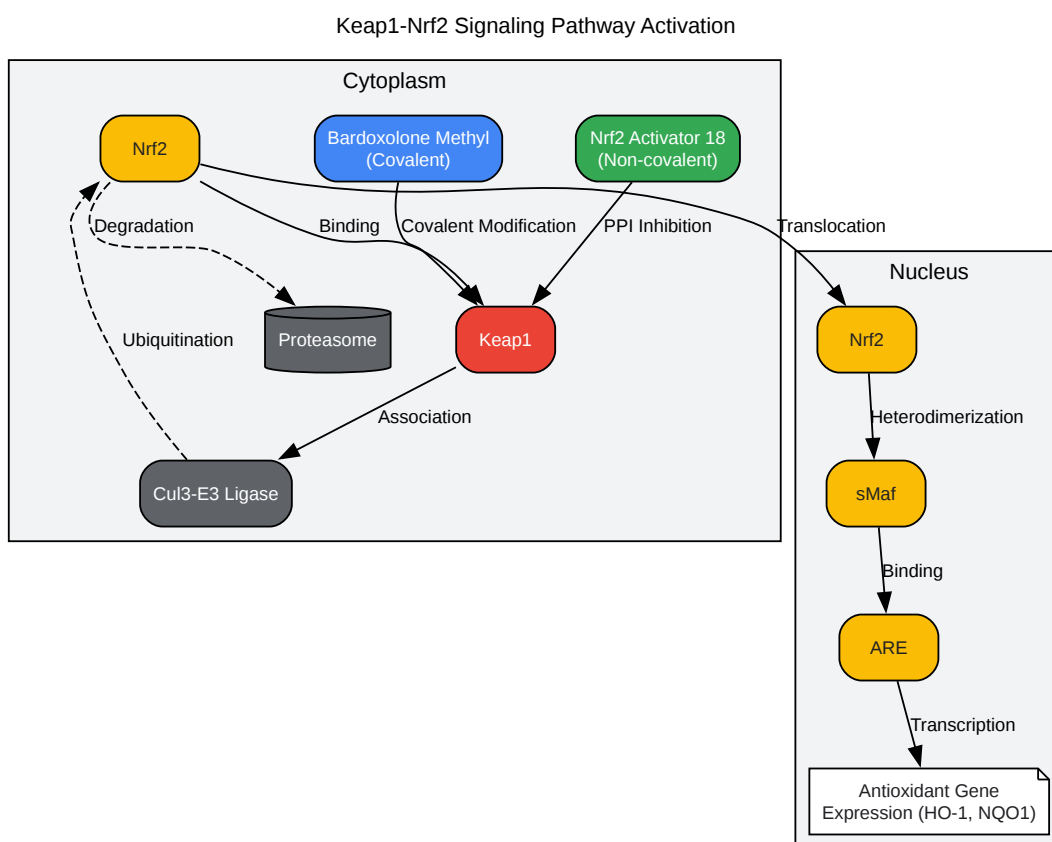 Keap1-Nrf2 Signaling Pathway Activation
Cytoplasm
Nrf2
Bardoxolone Methyl
(Covalent)
Nrf2 Activator 18
(Non-covalent)
Degradation
Binding
Covalent Modification
PPI Inhibition
Translocation
Nucleus
Ubiquitination
Proteasome
Keap1
Nrf2
Association
Heterodimerization
Cul3-E3 Ligase
sMaf
Binding
ARE
Transcription
Antioxidant Gene
Expression (HO-1, NQO1)